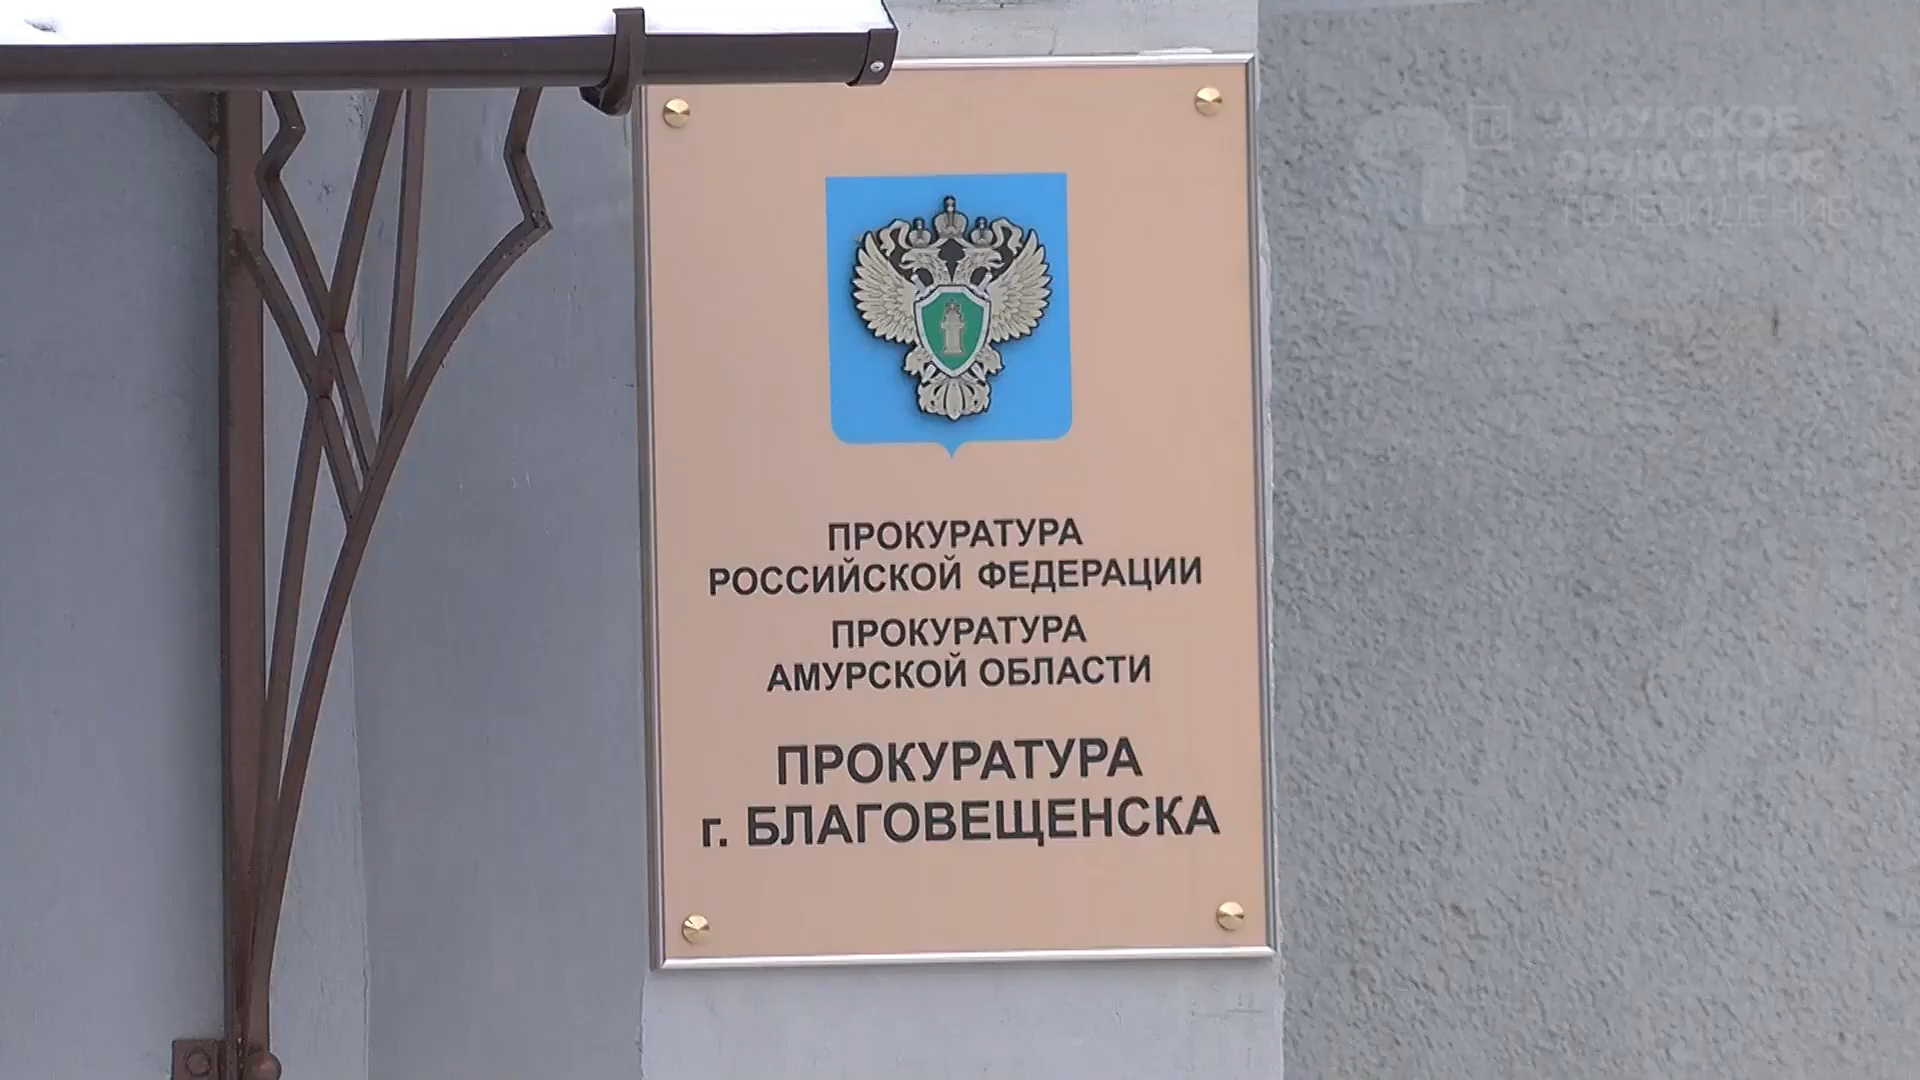 АМУРСКОЕ
ОБЛАСТНОЕ
ТЕЛЕВИДЕНИЕ
ПРОКУРАТУРА
РОССИЙСКОЙ ФЕДЕРАЦИИ
ПРОКУРАТУРА
АМУРСКОЙ ОБЛАСТИ
ПРОКУРАТУРА
г. БЛАГОВЕЩЕНСКА